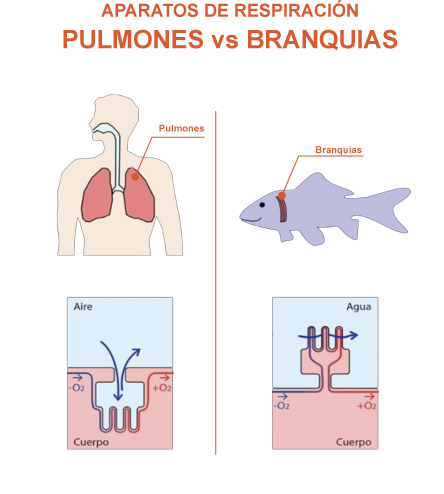 APARATOS DE RESPIRACIÓN
PULMONES vs BRANQUIAS
Pulmones
Branquias
Aire
-O₂
+O₂
Cuerpo
Agua
-O₂
+O₂
Cuerpo